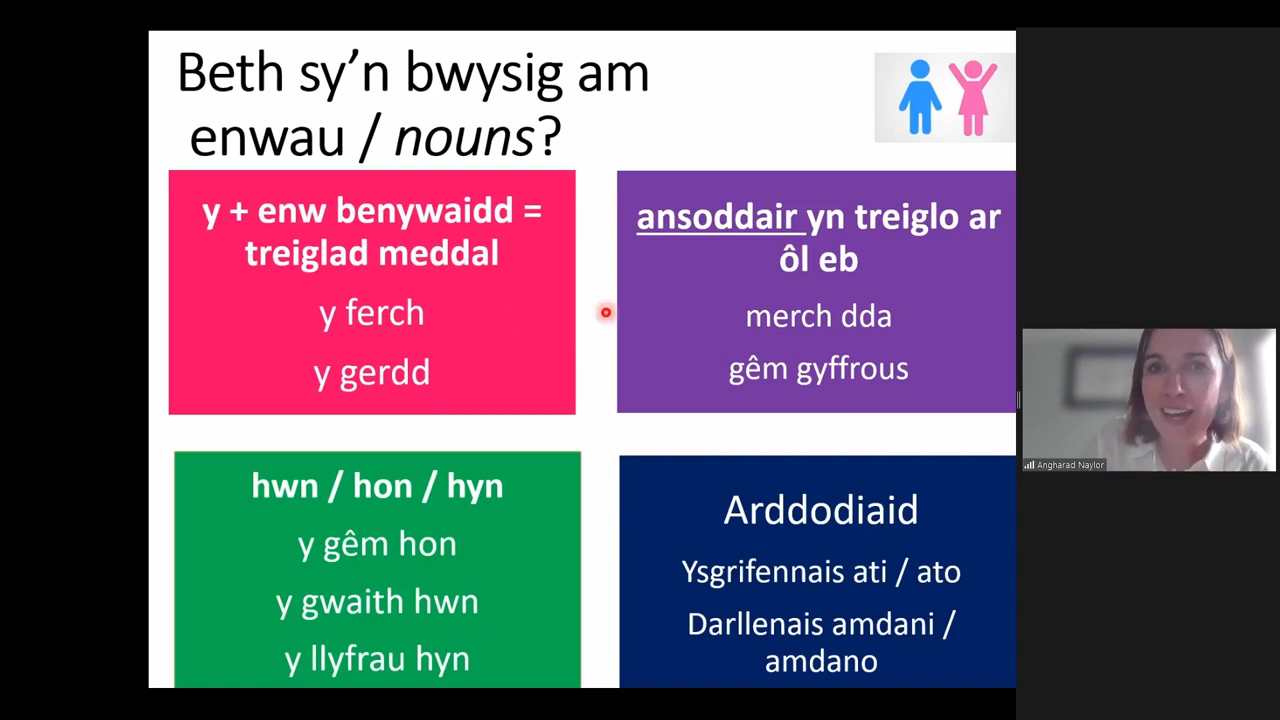 Beth sy’n bwysig am
enwau / nouns?
y + enw benywaidd =
treiglad meddal
y ferch
y gerdd
ansoddair yn treiglo ar
ôl eb
merch dda
gêm gyffrous
hwn / hon / hyn
y gêm hon
y gwaith hwn
y llyfrau hyn
Arddodiaid
Ysgrifennais ati / ato
Darllenais amdani /
amdano
Angharad Naylor